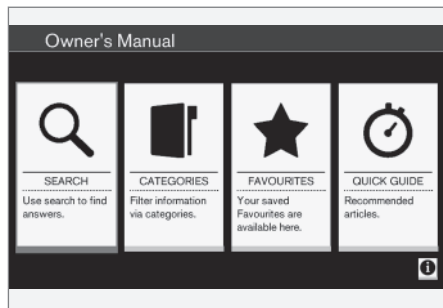 Owner's Manual
SEARCH
Use search to find
answers.
CATEGORIES
Filter information
via categories.
FAVOURITES
Your saved
Favourites are
available here.
QUICK GUIDE
Recommended
articles.